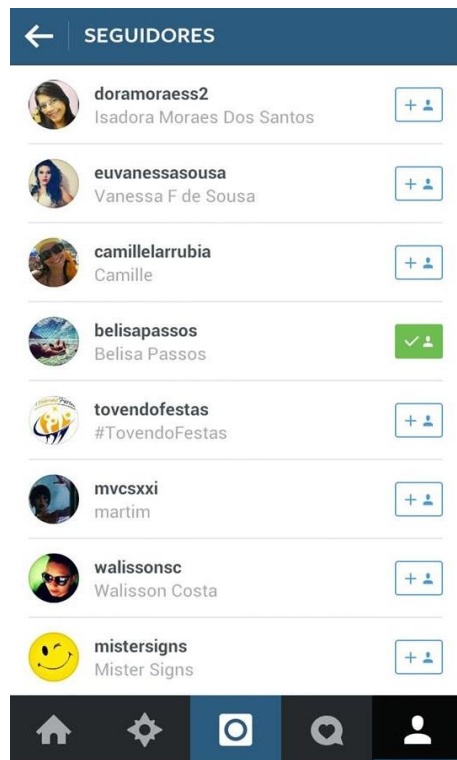 SEGUIDORES
doramoraess2
Isadora Moraes Dos Santos
euvanessasousa
Vanessa F de Sousa
camillelarrubia
Camille
belisapassos
Belisa Passos
tovendofestas
#TovendoFestas
mvcsxxi
martim
walissonsc
Walisson Costa
mistersigns
Mister Signs